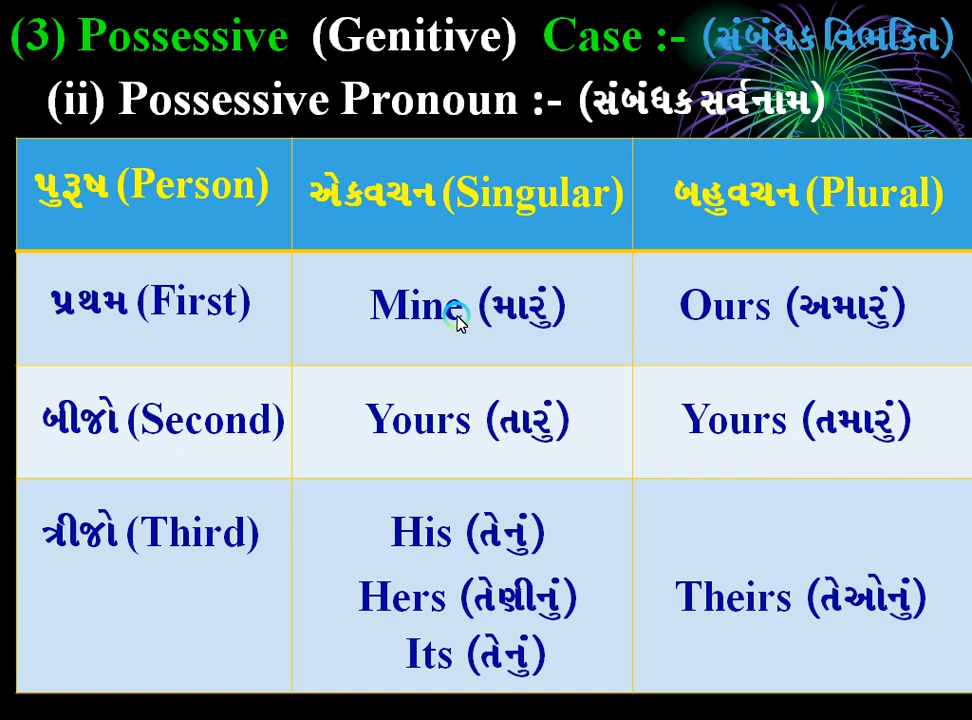 (3) Possessive (Genitive) Case :- (સંબંધક વિભકિત)
(ii) Possessive Pronoun :- (સંબંધક સર્વનામ)
પુરૂષ (Person) એકવચન (Singular) બહુવચન (Plural)
પ્રથમ (First) Mine (મારું) Ours (અમારું)
બીજો (Second) Yours (તારું) Yours (તમારું)
ત્રીજો (Third) His (તેનું)
Hers (તેણીનું) Theirs (તેઓનું)
Its (તેનું)